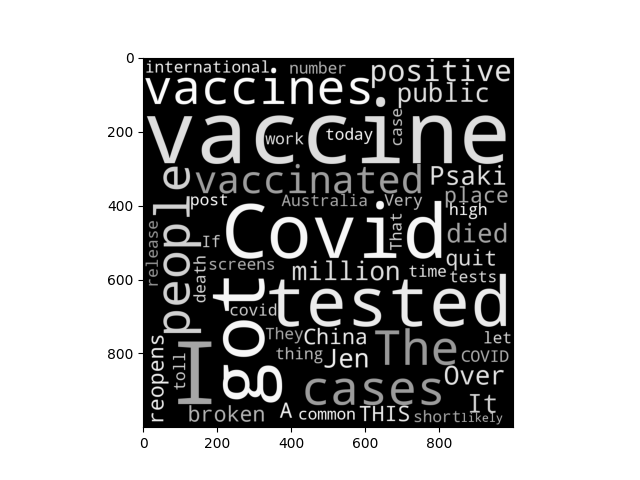 0
200
400
600
800
international
number
positive
vaccines
public
vaccine
work
today
case
vaccinated
Psaki
people
post
Australia
Very
place
high
Covid
That
died
If
release
death
screens
million
time
quit
tests
got
tested
covid
They
China
The
let
reopens
toll
I
thing
Jen
COVID
cases
Over
It
broken
A
common
THIS
short
likely
0
200
400
600
800